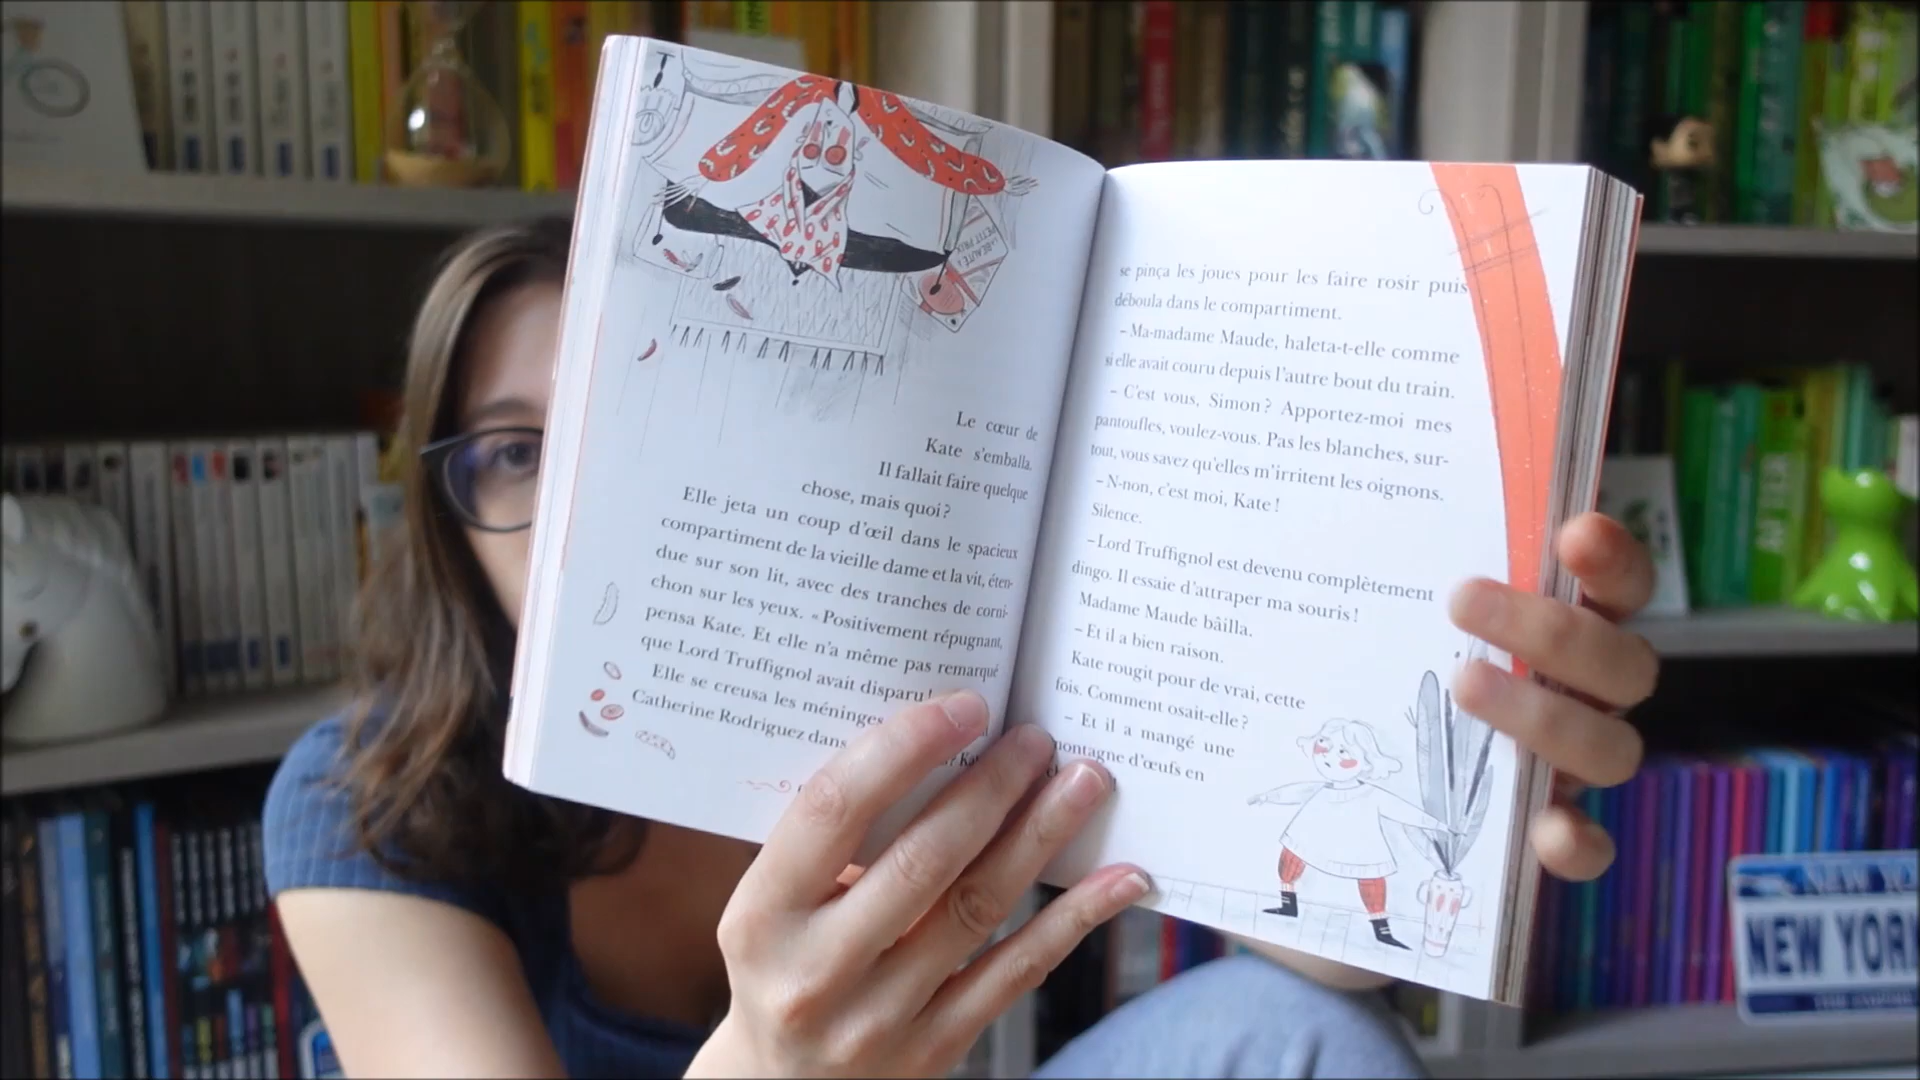 LA BEAUTÉ À
PETIT PRIX
Le cœur de
Kate s'emballa.
Il fallait faire quelque
chose, mais quoi ?
Elle jeta un coup d'œil dans le spacieux
compartiment de la vieille dame et la vit, éten-
due sur son lit, avec des tranches de corni-
chon sur les yeux. « Positivement répugnant,
pensa Kate. Et elle n'a même pas remarqué
que Lord Truffignol avait disparu !
Elle se creusa les méninges
Catherine Rodriguez dans
? Kat
se pinça les joues pour les faire rosir puis
déboula dans le compartiment.
– Ma-madame Maude, haleta-t-elle comme
si elle avait couru depuis l'autre bout du train.
– C'est vous, Simon ? Apportez-moi mes
pantoufles, voulez-vous. Pas les blanches, sur-
tout, vous savez qu'elles m'irritent les oignons.
– N-non, c'est moi, Kate !
Silence.
– Lord Truffignol est devenu complètement
dingo. Il essaie d'attraper ma souris !
Madame Maude bâilla.
– Et il a bien raison.
Kate rougit pour de vrai, cette
fois. Comment osait-elle ?
– Et il a mangé une
montagne d'œufs en
NEW YO
NEW YORK